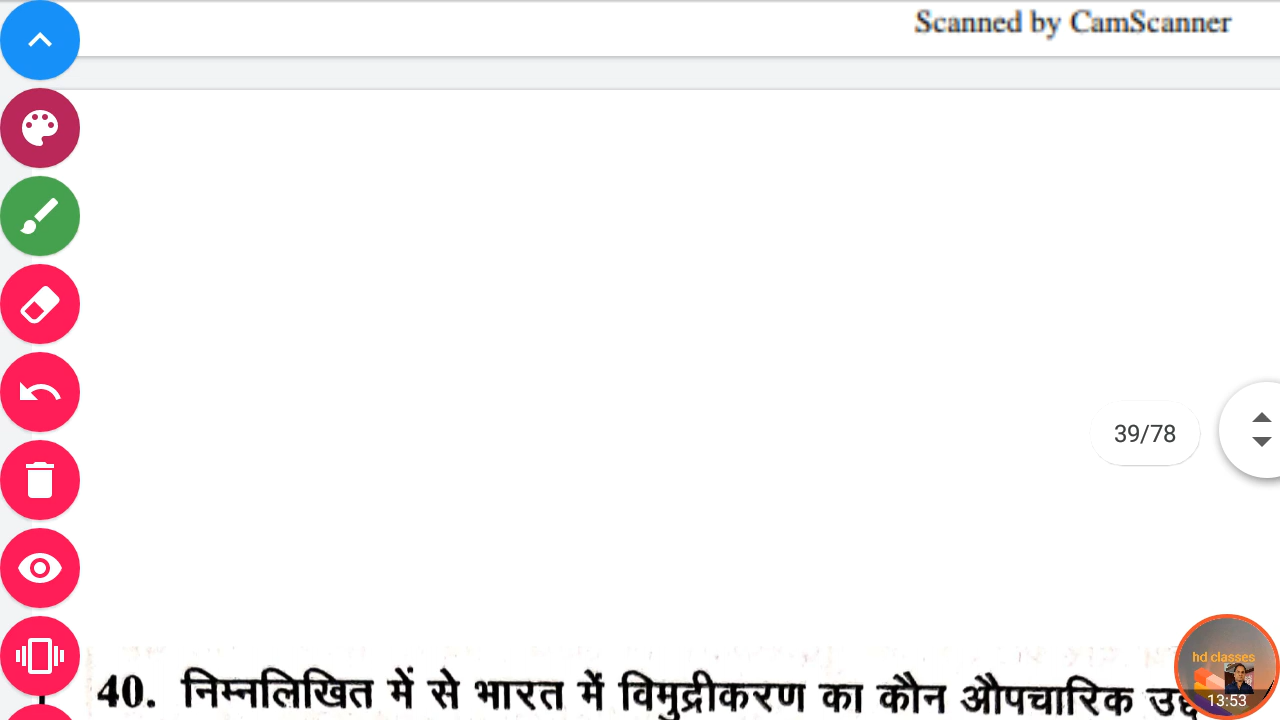 Scanned by CamScanner
39/78
hd classes
13:53
40. निम्नलिखित में से भारत में विमुद्रीकरण का कौन औपचारिक